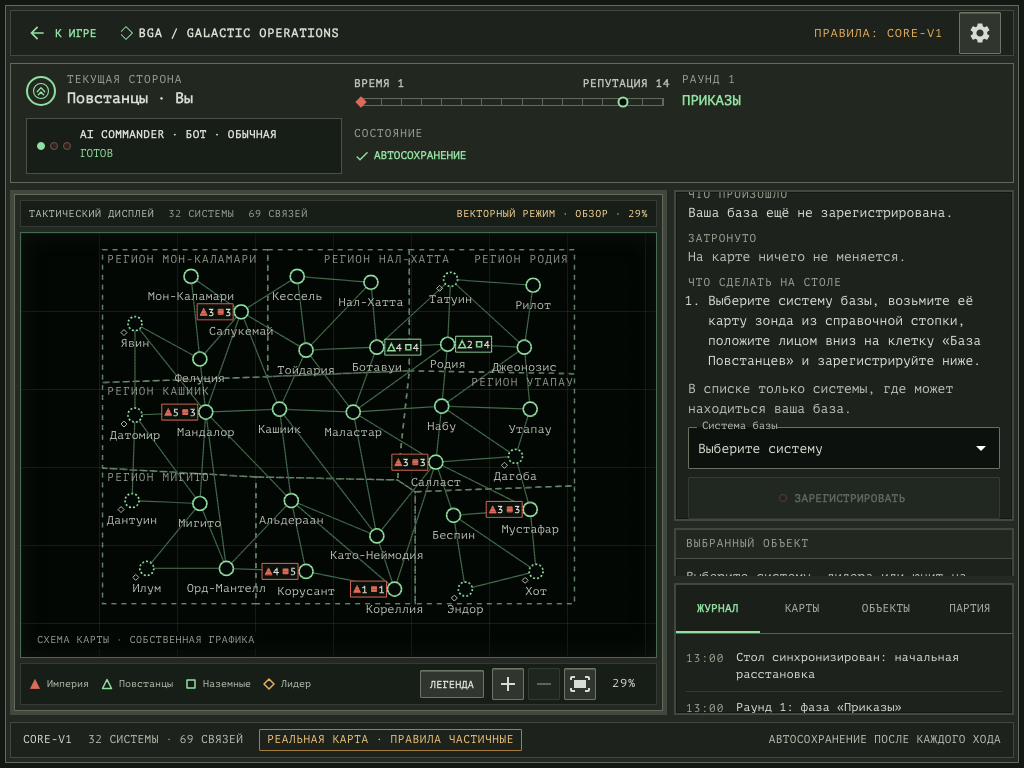 К ИГРЕ
BGA / GALACTIC OPERATIONS
ПРАВИЛА: CORE-V1
ТЕКУЩАЯ СТОРОНА
Повстанцы · Вы
ВРЕМЯ 1
РЕПУТАЦИЯ 14
РАУНД 1
ПРИКАЗЫ
AI COMMANDER · БОТ · ОБЫЧНАЯ
ГОТОВ
СОСТОЯНИЕ
АВТОСОХРАНЕНИЕ
ТАКТИЧЕСКИЙ ДИСПЛЕЙ 32 СИСТЕМЫ 69 СВЯЗЕЙ
ВЕКТОРНЫЙ РЕЖИМ · ОБЗОР · 29%
РЕГИОН МОН-КАЛАМАРИ
РЕГИОН НАЛ-ХАТТА
РЕГИОН РОДИЯ
Мон-Каламари
Кессель
Нал-Хатта
Татуин
Рилот
3 3
Салукемай
Явин
4 4
2 4
Фелуция
Тойдария
Ботавуи
Родия
Джеонозис
РЕГИОН УТАПАУ
РЕГИОН КАШИИК
5 3
Датомир
Мандалор
Кашиик
Маластар
Набу
Утапау
3 3
Салласт
Дагоба
РЕГИОН МИГИТО
3 3
Дантуин
Мигито
Альдераан
Беспин
Мустафар
Като-Неймодия
4 5
1 1
Илум
Орд-Мантелл
Корусант
Кореллия
Эндор
Хот
СХЕМА КАРТЫ · СОБСТВЕННАЯ ГРАФИКА
Империя
Повстанцы
Наземные
Лидер
ЛЕГЕНДА
29%
ЧТО ПРОИЗОШЛО
Ваша база ещё не зарегистрирована.
ЗАТРОНУТО
На карте ничего не меняется.
ЧТО СДЕЛАТЬ НА СТОЛЕ
1. Выберите систему базы, возьмите её
карту зонда из справочной стопки,
положите лицом вниз на клетку «База
Повстанцев» и зарегистрируйте ниже.
В списке только системы, где может
находиться ваша база.
Система базы
Выберите систему
ЗАРЕГИСТРИРОВАТЬ
ВЫБРАННЫЙ ОБЪЕКТ
Выберите систему, лидера или юнит на
ЖУРНАЛ
КАРТЫ
ОБЪЕКТЫ
ПАРТИЯ
13:00 Стол синхронизирован: начальная
расстановка
13:00 Раунд 1: фаза «Приказы»
CORE-V1 32 СИСТЕМЫ · 69 СВЯЗЕЙ
РЕАЛЬНАЯ КАРТА · ПРАВИЛА ЧАСТИЧНЫЕ
АВТОСОХРАНЕНИЕ ПОСЛЕ КАЖДОГО ХОДА